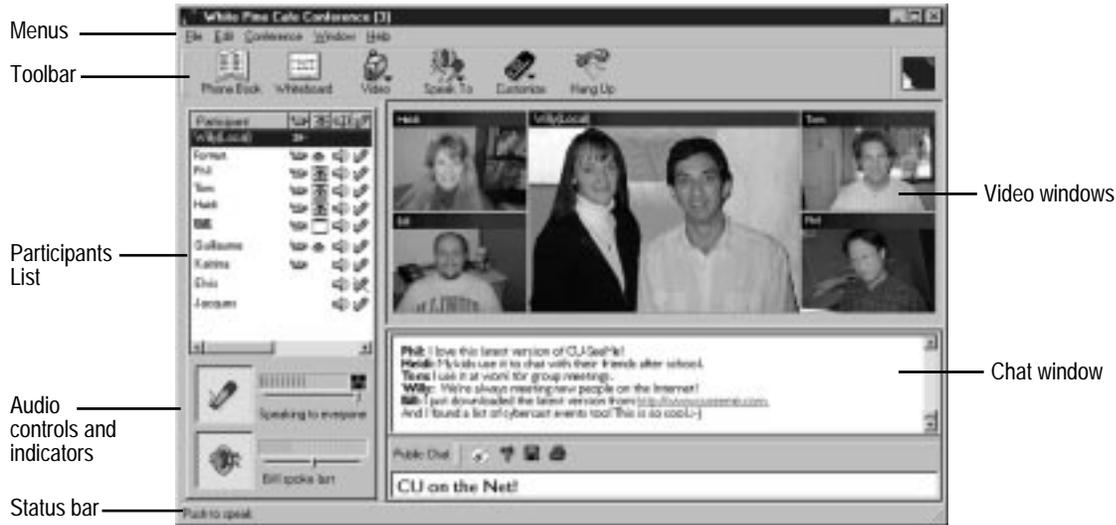 White Pine Cafe Conference [3]
File Edit Conference Window Help
Phone Book Whiteboard Video Speak To Customize Hang Up
Menus
Toolbar
Participants
List
Audio
controls and
indicators
Status bar
Participant
Willy(Local)
Format
Phil
Tom
Heidi
Bill
Guillaume
Katrina
Elvis
Jacques
Speaking to everyone
Bill spoke last
Push to speak
Heidi
Willy(Local)
Tom
Bill
Phil
Phil: I love this latest version of CU-SeeMe!
Heidi: My kids use it to chat with their friends after school.
Tom: I use it at work for group meetings.
Willy: We're always meeting new people on the Internet!
Bill: I just downloaded the latest version from http://www.cuseeme.com.
And I found a list of cybercast events too! This is so cool.:-)
Public Chat
CU on the Net!
Video windows
Chat window